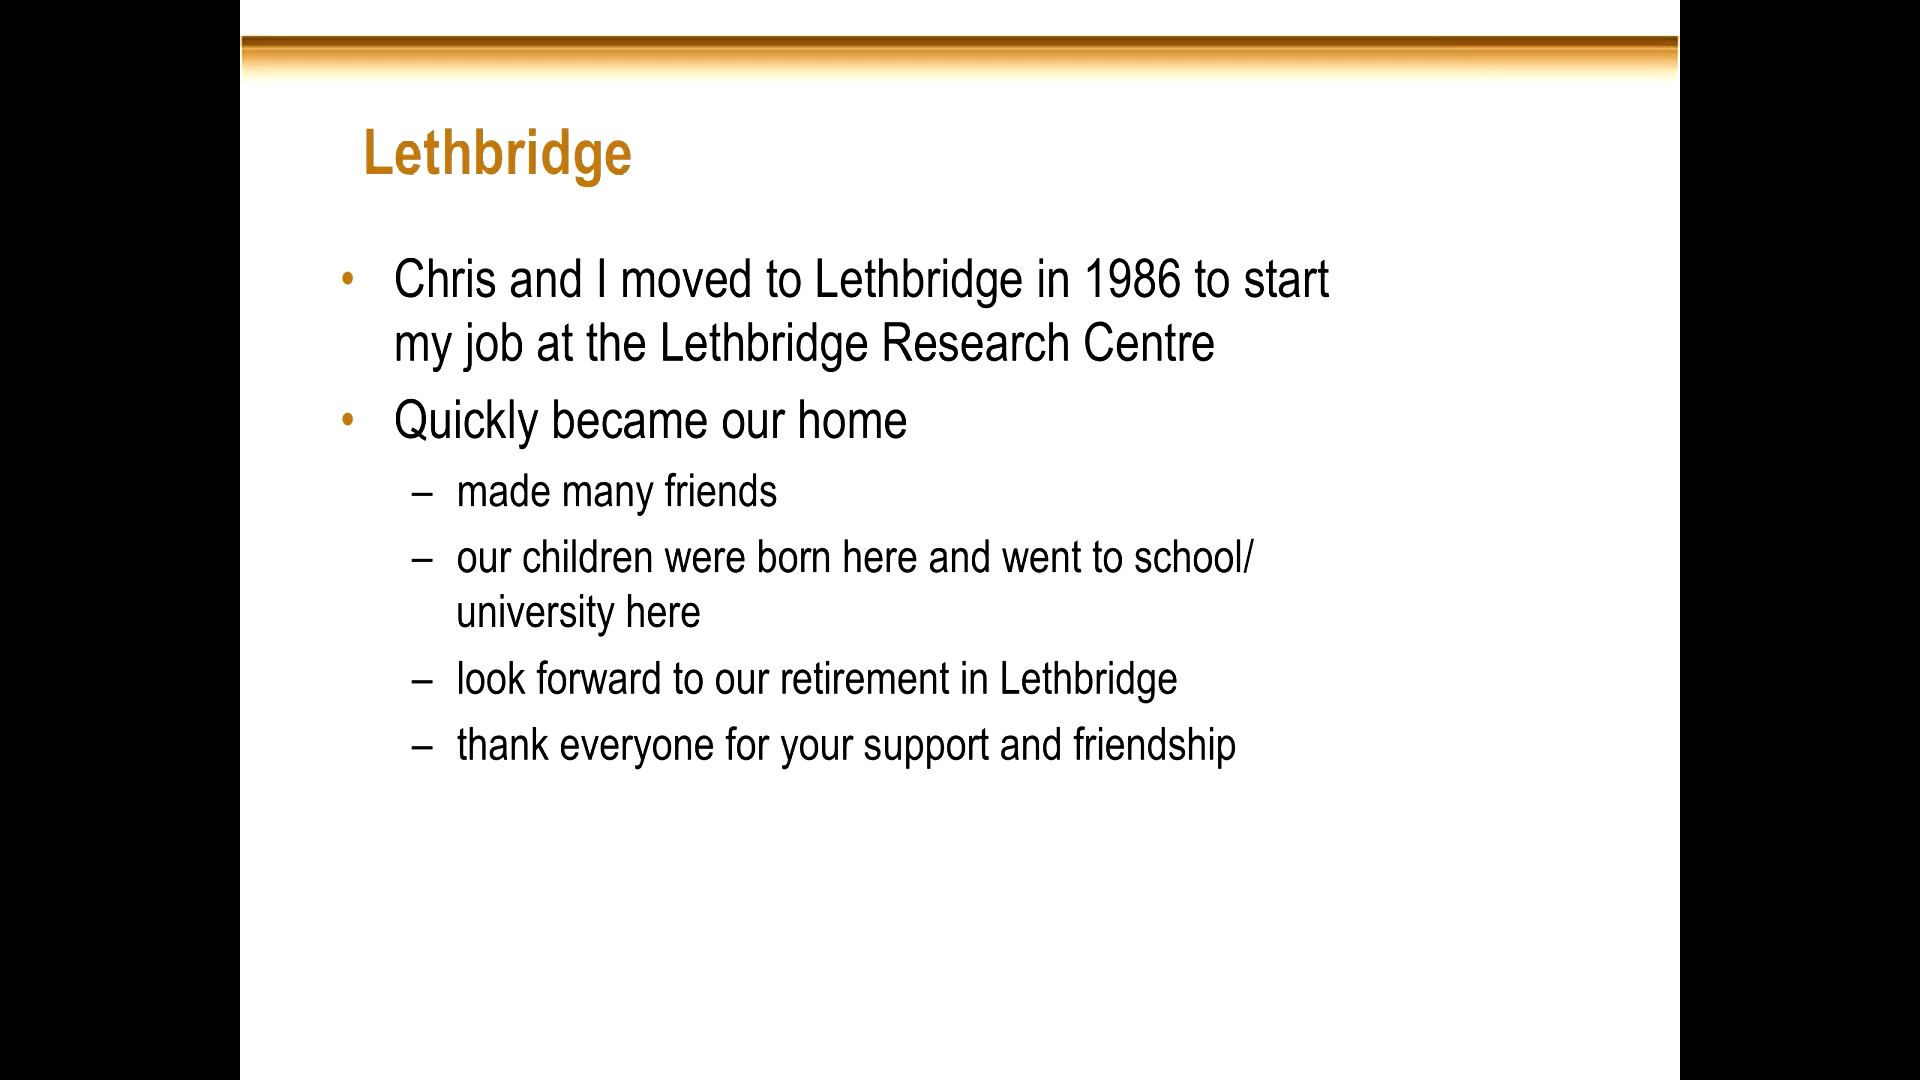 Lethbridge
• Chris and I moved to Lethbridge in 1986 to start
my job at the Lethbridge Research Centre
• Quickly became our home
– made many friends
– our children were born here and went to school/
university here
– look forward to our retirement in Lethbridge
– thank everyone for your support and friendship